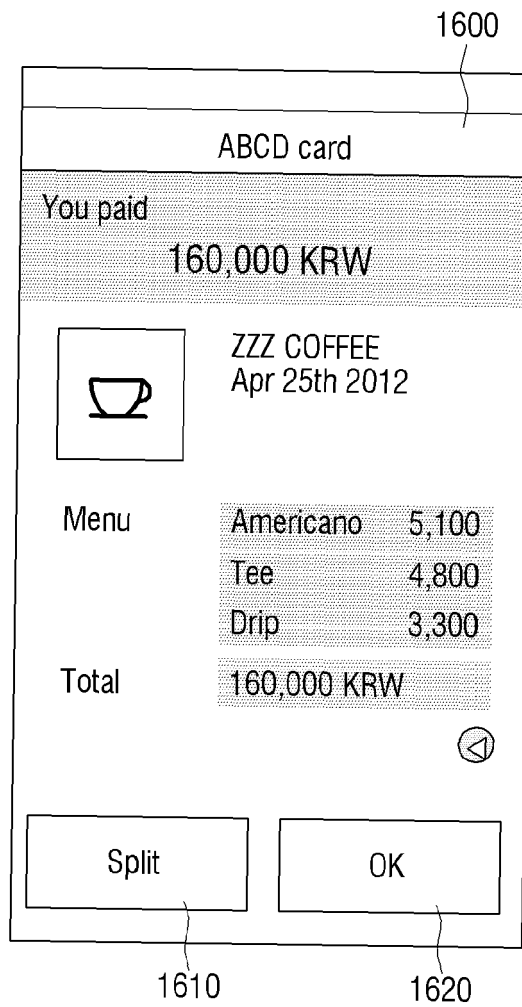 1600
ABCD card
You paid
160,000 KRW
ZZZ COFFEE
Apr 25th 2012
Menu Americano 5,100
Tee 4,800
Drip 3,300
Total 160,000 KRW
Split OK
1610 1620